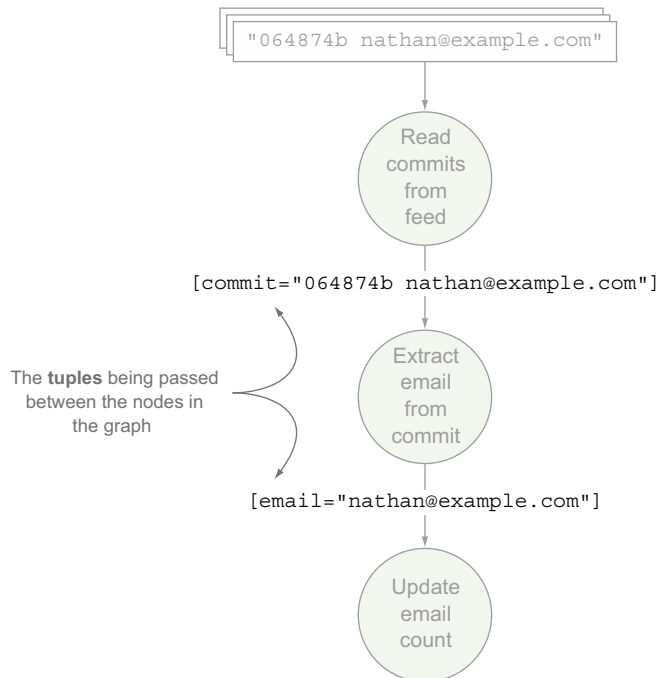 "064874b nathan@example.com"
Read
commits
from
feed
[commit="064874b nathan@example.com"]
The tuples being passed
between the nodes in
the graph
Extract
email
from
commit
[email="nathan@example.com"]
Update
email
count